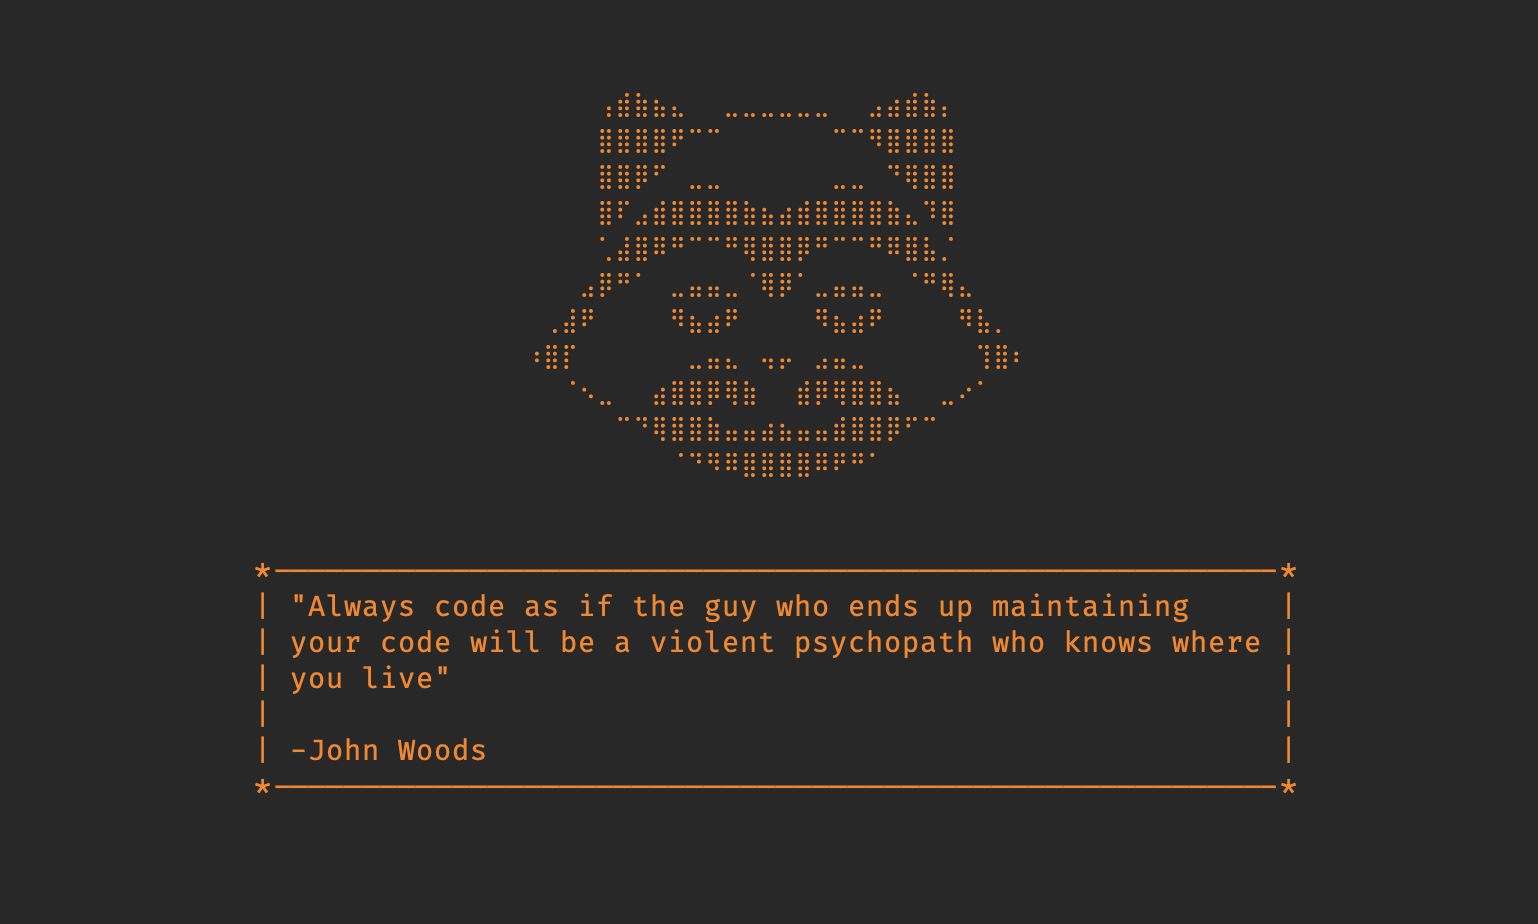 "Always code as if the guy who ends up maintaining
your code will be a violent psychopath who knows where
you live"
-John Woods